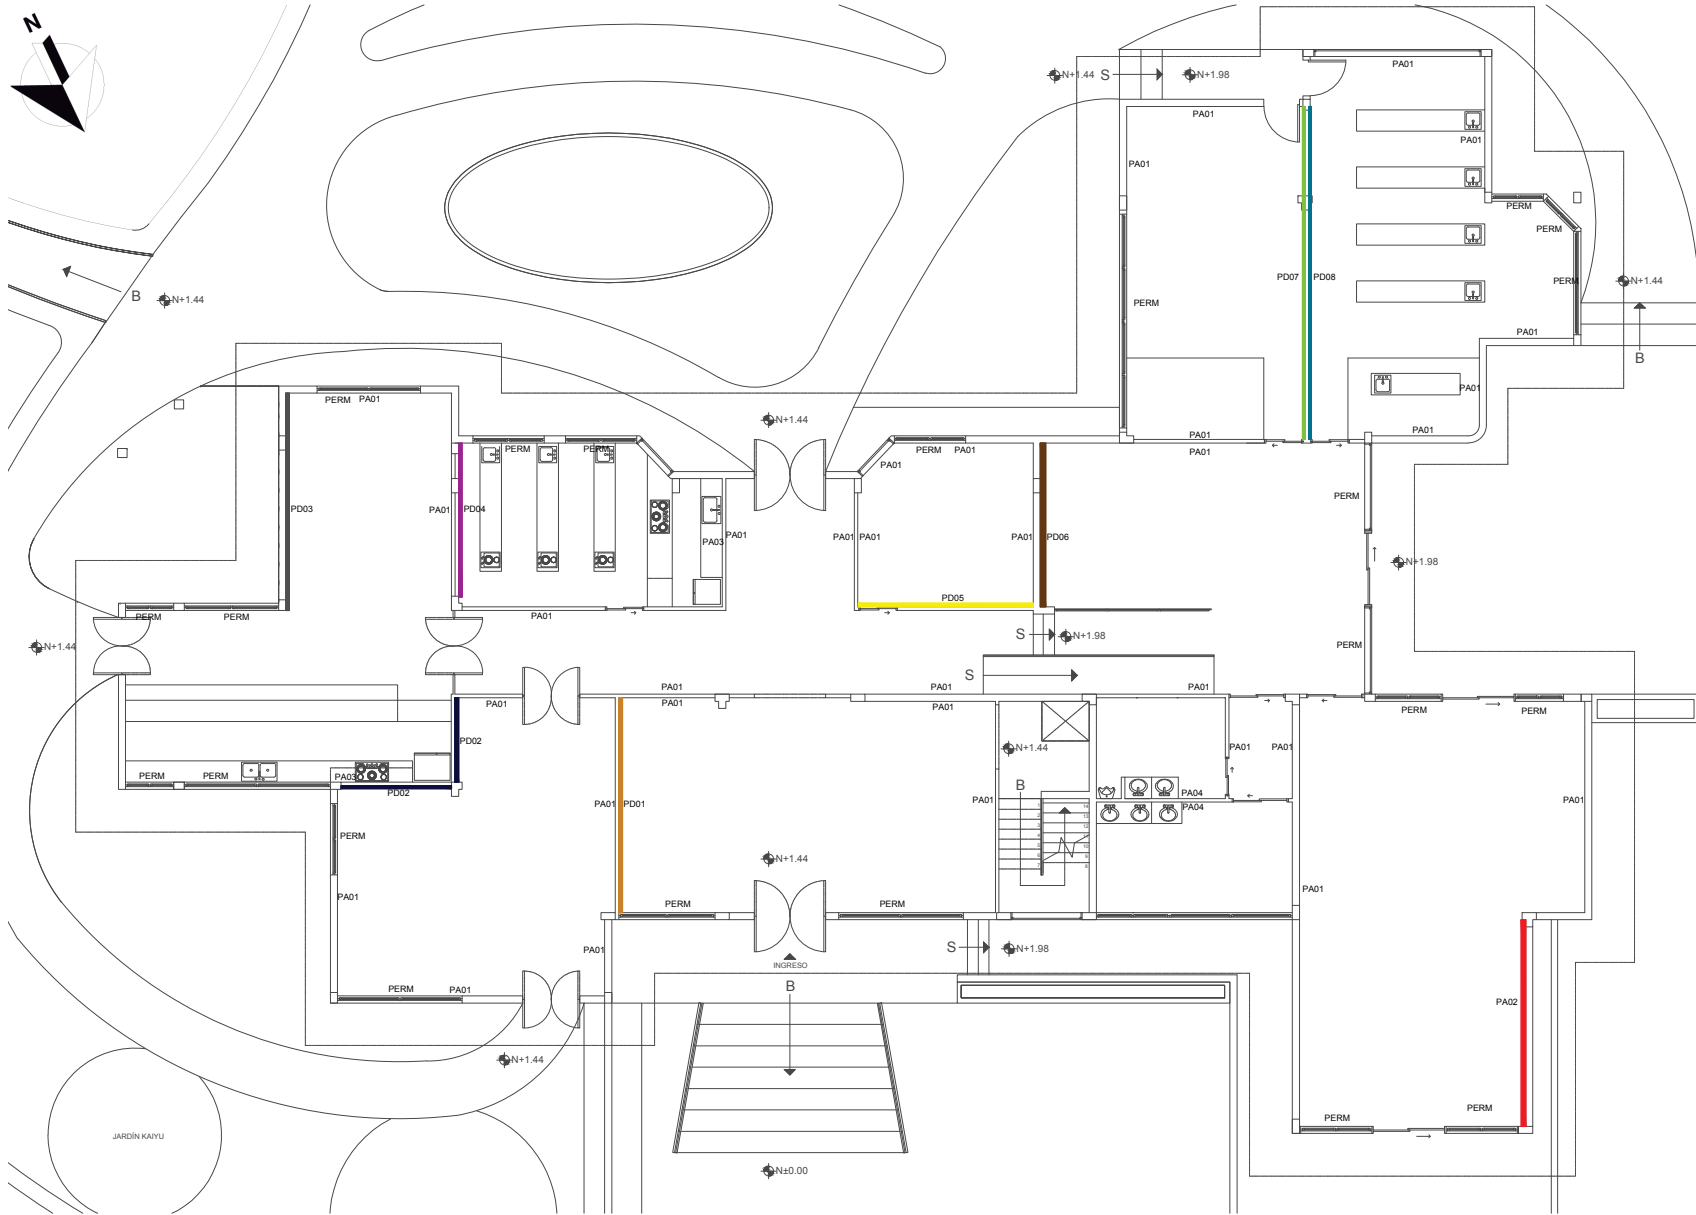 N
N+1.44
S
N+1.98
PA01
PA01
PA01
PA01
PERM
PERM
PD07
PD08
PERM
N+1.44
B
N+1.44
PERM
PA01
B
PA01
PERM
PA01
N+1.44
PA01
PA01
PERM
PERM
PERM
PA01
PA01
PA01
PERM
PD03
PA01
PD04
PA03
PA01
PA01
PA01
PA01
PD06
N+1.98
PD05
PERM
PERM
PA01
N+1.44
S
N+1.98
PERM
S
PA01
PA01
PA01
PA01
PA01
PA01
PERM
PERM
PD02
N+1.44
PA01
PA01
PERM
PERM
PA03
B
PD02
PA04
PA01
PD01
PA01
PA04
PA01
PERM
N+1.44
PA01
PA01
PERM
PERM
PA01
S
N+1.98
INGRESO
B
PERM
PA01
PA02
N+1.44
PERM
PERM
JARDÍN KAIYU
N±0.00